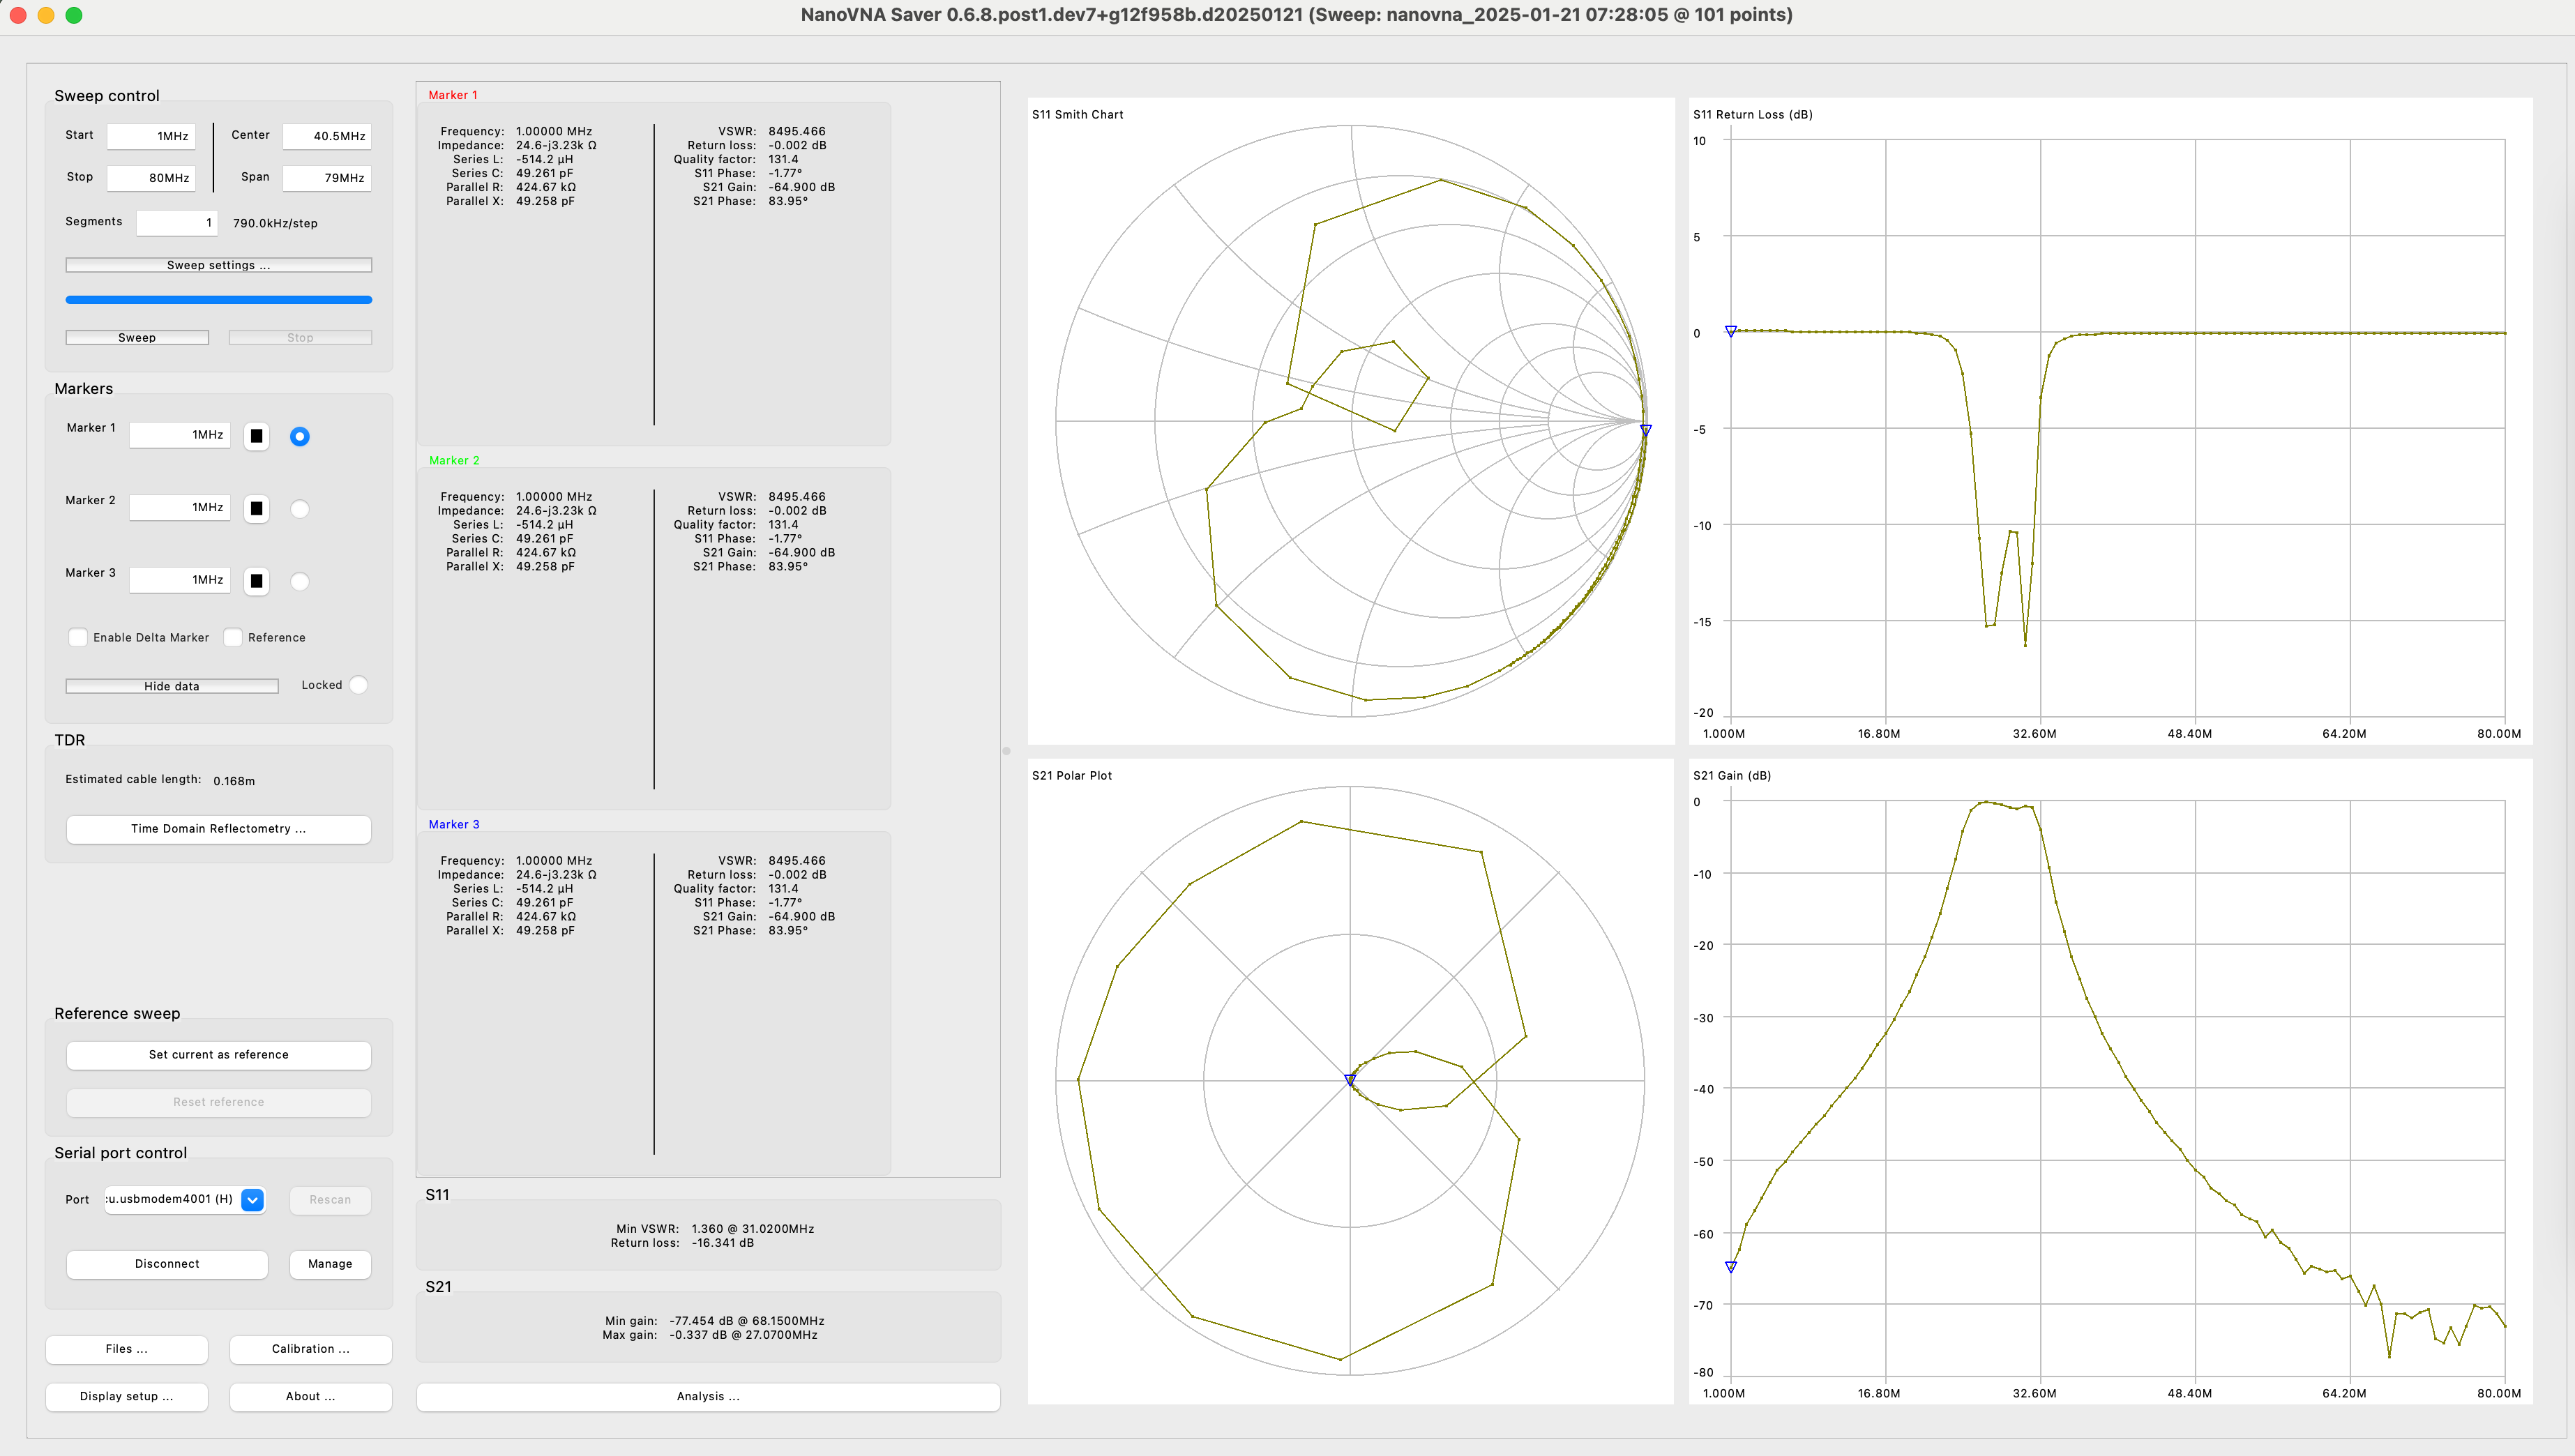 NanoVNA Saver 0.6.8.post1.dev7+g12f958b.d20250121 (Sweep: nanovna_2025-01-21 07:28:05 @ 101 points)
Sweep control
Start 1MHz Center 40.5MHz
Stop 80MHz Span 79MHz
Segments 1 790.0kHz/step
Sweep settings ...
Sweep Stop
Markers
Marker 1 1MHz
Marker 2 1MHz
Marker 3 1MHz
Enable Delta Marker Reference
Hide data Locked
TDR
Estimated cable length: 0.168m
Time Domain Reflectometry ...
Reference sweep
Set current as reference
Reset reference
Serial port control
Port :u.usbmodem4001 (H) Rescan
Disconnect Manage
Files ... Calibration ...
Display setup ... About ...
Marker 1
Frequency: 1.00000 MHz VSWR: 8495.466
Impedance: 24.6-j3.23k Ω Return loss: -0.002 dB
Series L: -514.2 µH Quality factor: 131.4
Series C: 49.261 pF S11 Phase: -1.77°
Parallel R: 424.67 kΩ S21 Gain: -64.900 dB
Parallel X: 49.258 pF S21 Phase: 83.95°
Marker 2
Frequency: 1.00000 MHz VSWR: 8495.466
Impedance: 24.6-j3.23k Ω Return loss: -0.002 dB
Series L: -514.2 µH Quality factor: 131.4
Series C: 49.261 pF S11 Phase: -1.77°
Parallel R: 424.67 kΩ S21 Gain: -64.900 dB
Parallel X: 49.258 pF S21 Phase: 83.95°
Marker 3
Frequency: 1.00000 MHz VSWR: 8495.466
Impedance: 24.6-j3.23k Ω Return loss: -0.002 dB
Series L: -514.2 µH Quality factor: 131.4
Series C: 49.261 pF S11 Phase: -1.77°
Parallel R: 424.67 kΩ S21 Gain: -64.900 dB
Parallel X: 49.258 pF S21 Phase: 83.95°
S11
Min VSWR: 1.360 @ 31.0200MHz
Return loss: -16.341 dB
S21
Min gain: -77.454 dB @ 68.1500MHz
Max gain: -0.337 dB @ 27.0700MHz
Analysis ...
S11 Smith Chart
S11 Return Loss (dB)
10
5
0
-5
-10
-15
-20
1.000M 16.80M 32.60M 48.40M 64.20M 80.00M
S21 Polar Plot
S21 Gain (dB)
0
-10
-20
-30
-40
-50
-60
-70
-80
1.000M 16.80M 32.60M 48.40M 64.20M 80.00M